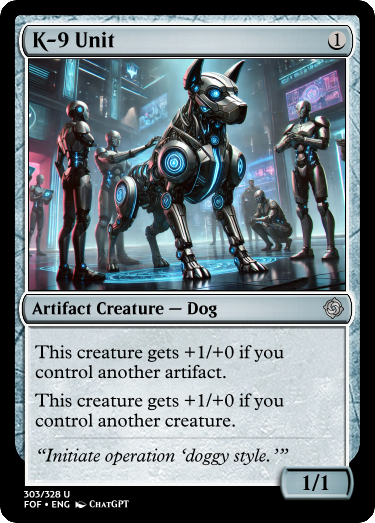 K-9 Unit 1
Artifact Creature — Dog
This creature gets +1/+0 if you
control another artifact.
This creature gets +1/+0 if you
control another creature.
“Initiate operation ‘doggy style.’”
1/1
303/328 U
FOF • ENG ChatGPT